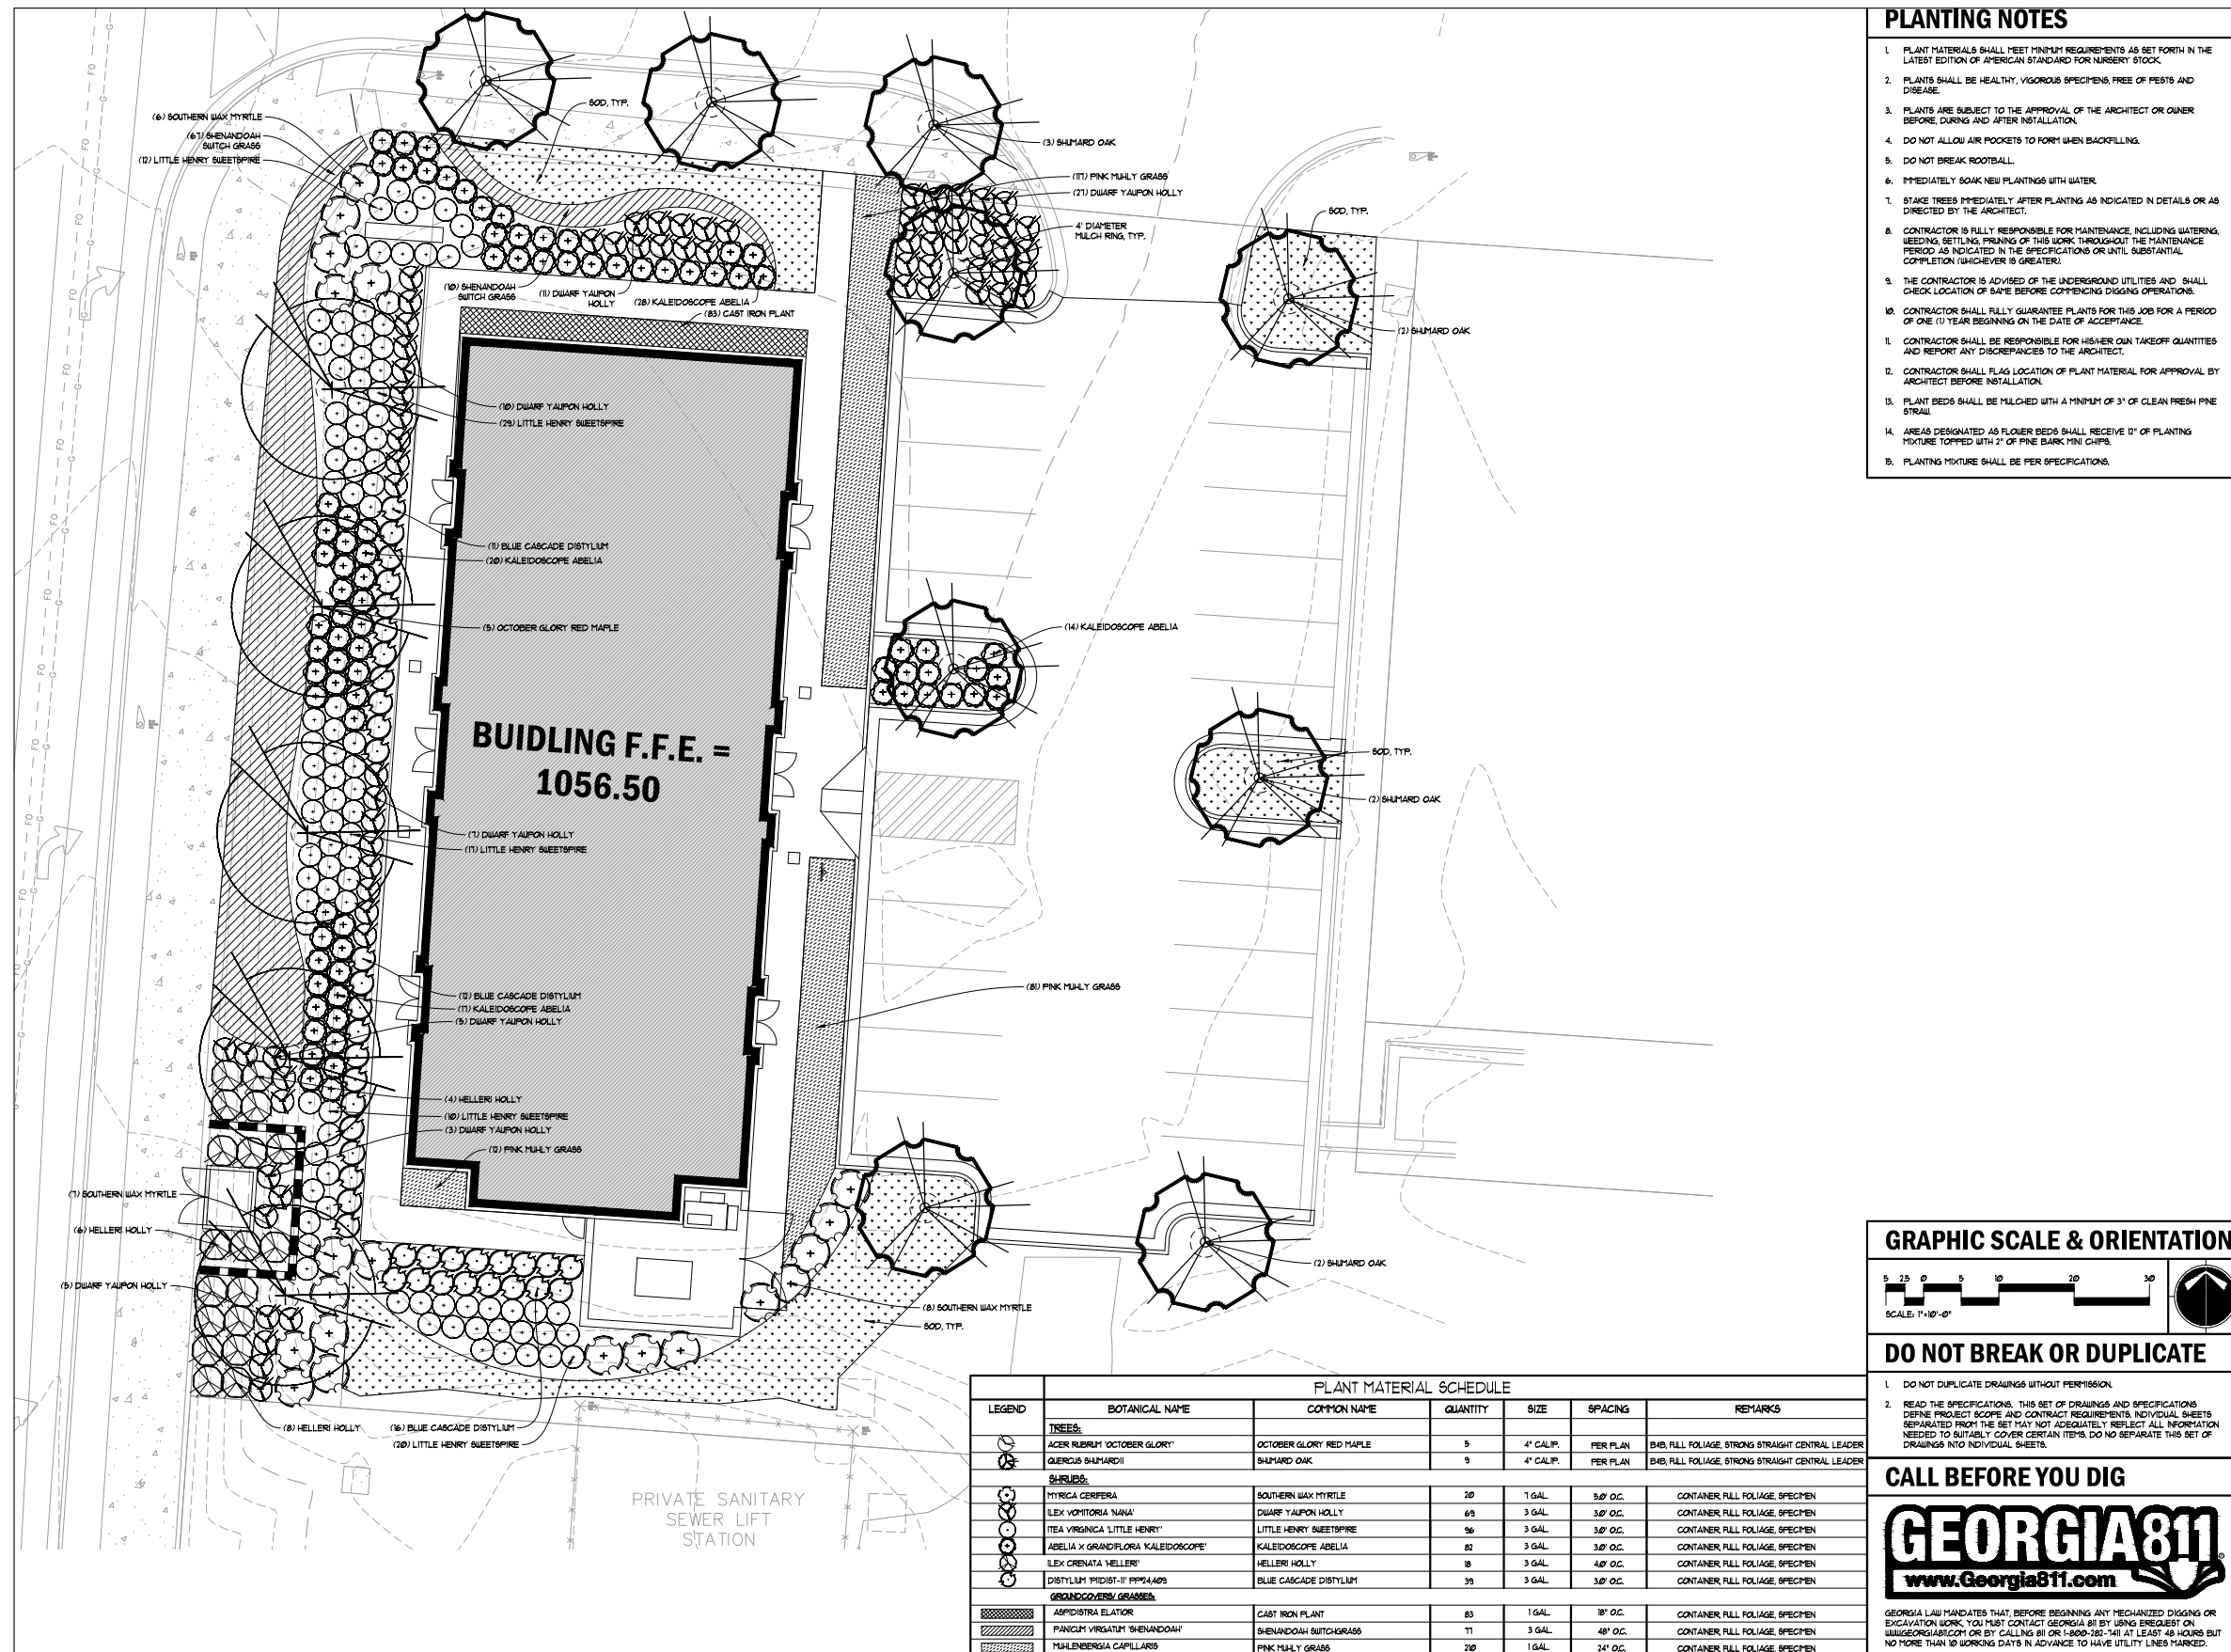 PLANTING NOTES
1. PLANT MATERIALS SHALL MEET MINIMUM REQUIREMENTS AS SET FORTH IN THE
LATEST EDITION OF AMERICAN STANDARD FOR NURSERY STOCK.
2. PLANTS SHALL BE HEALTHY, VIGOROUS SPECIMENS, FREE OF PESTS AND
DISEASE.
3. PLANTS ARE SUBJECT TO THE APPROVAL OF THE ARCHITECT OR OWNER
BEFORE, DURING AND AFTER INSTALLATION.
4. DO NOT ALLOW AIR POCKETS TO FORM WHEN BACKFILLING.
5. DO NOT BREAK ROOTBALL.
6. IMMEDIATELY SOAK NEW PLANTINGS WITH WATER.
7. STAKE TREES IMMEDIATELY AFTER PLANTING AS INDICATED IN DETAILS OR AS
DIRECTED BY THE ARCHITECT.
8. CONTRACTOR IS FULLY RESPONSIBLE FOR MAINTENANCE, INCLUDING WATERING,
WEEDING, SETTLING, PRUNING OF THIS WORK THROUGHOUT THE MAINTENANCE
PERIOD AS INDICATED IN THE SPECIFICATIONS OR UNTIL SUBSTANTIAL
COMPLETION (WHICHEVER IS GREATER).
9. THE CONTRACTOR IS ADVISED OF THE UNDERGROUND UTILITIES AND SHALL
CHECK LOCATION OF SAME BEFORE COMMENCING DIGGING OPERATIONS.
10. CONTRACTOR SHALL FULLY GUARANTEE PLANTS FOR THIS JOB FOR A PERIOD
OF ONE (1) YEAR BEGINNING ON THE DATE OF ACCEPTANCE.
11. CONTRACTOR SHALL BE RESPONSIBLE FOR HIS/HER OWN TAKEOFF QUANTITIES
AND REPORT ANY DISCREPANCIES TO THE ARCHITECT.
12. CONTRACTOR SHALL FLAG LOCATION OF PLANT MATERIAL FOR APPROVAL BY
ARCHITECT BEFORE INSTALLATION.
13. PLANT BEDS SHALL BE MULCHED WITH A MINIMUM OF 3" OF CLEAN FRESH PINE
STRAW.
14. AREAS DESIGNATED AS FLOWER BEDS SHALL RECEIVE 12" OF PLANTING
MIXTURE TOPPED WITH 2" OF PINE BARK MINI CHIPS.
15. PLANTING MIXTURE SHALL BE PER SPECIFICATIONS.
SOD, TYP.
(6) SOUTHERN WAX MYRTLE
(67) SHENANDOAH
SWITCH GRASS
(12) LITTLE HENRY SWEETSPIRE
(3) SHUMARD OAK
(117) PINK MUHLY GRASS
(27) DWARF YAUPON HOLLY
4' DIAMETER
MULCH RING, TYP.
SOD, TYP.
(10) SHENANDOAH
SWITCH GRASS
(11) DWARF YAUPON
HOLLY
(28) KALEIDOSCOPE ABELIA
(83) CAST IRON PLANT
(2) SHUMARD OAK
(10) DWARF YAUPON HOLLY
(29) LITTLE HENRY SWEETSPIRE
(11) BLUE CASCADE DISTYLIUM
(20) KALEIDOSCOPE ABELIA
(5) OCTOBER GLORY RED MAPLE
(14) KALEIDOSCOPE ABELIA
BUIDLING F.F.E. =
1056.50
SOD, TYP.
(2) SHUMARD OAK
(7) DWARF YAUPON HOLLY
(17) LITTLE HENRY SWEETSPIRE
(81) PINK MUHLY GRASS
(12) BLUE CASCADE DISTYLIUM
(17) KALEIDOSCOPE ABELIA
(5) DWARF YAUPON HOLLY
(4) HELLERI HOLLY
(10) LITTLE HENRY SWEETSPIRE
(3) DWARF YAUPON HOLLY
(12) PINK MUHLY GRASS
(7) SOUTHERN WAX MYRTLE
(6) HELLERI HOLLY
(5) DWARF YAUPON HOLLY
(2) SHUMARD OAK
(8) SOUTHERN WAX MYRTLE
SOD, TYP.
(8) HELLERI HOLLY
(16) BLUE CASCADE DISTYLIUM
(20) LITTLE HENRY SWEETSPIRE
PRIVATE SANITARY
SEWER LIFT
STATION
PLANT MATERIAL SCHEDULE
LEGEND BOTANICAL NAME COMMON NAME QUANTITY SIZE SPACING REMARKS
TREES:
ACER RUBRUM 'OCTOBER GLORY' OCTOBER GLORY RED MAPLE 5 4" CALIP. PER PLAN B&B, FULL FOLIAGE, STRONG STRAIGHT CENTRAL LEADER
QUERCUS SHUMARDII SHUMARD OAK 9 4" CALIP. PER PLAN B&B, FULL FOLIAGE, STRONG STRAIGHT CENTRAL LEADER
SHRUBS:
MYRICA CERIFERA SOUTHERN WAX MYRTLE 20 7 GAL. 5.0' O.C. CONTAINER, FULL FOLIAGE, SPECIMEN
ILEX VOMITORIA 'NANA' DWARF YAUPON HOLLY 69 3 GAL. 3.0' O.C. CONTAINER, FULL FOLIAGE, SPECIMEN
ITEA VIRGINICA 'LITTLE HENRY' LITTLE HENRY SWEETSPIRE 96 3 GAL. 3.0' O.C. CONTAINER, FULL FOLIAGE, SPECIMEN
ABELIA X GRANDIFLORA 'KALEIDOSCOPE' KALEIDOSCOPE ABELIA 82 3 GAL. 3.0' O.C. CONTAINER, FULL FOLIAGE, SPECIMEN
ILEX CRENATA 'HELLERI' HELLERI HOLLY 18 3 GAL. 4.0' O.C. CONTAINER, FULL FOLIAGE, SPECIMEN
DISTYLIUM 'PIIDIST-II' PP#24,409 BLUE CASCADE DISTYLIUM 39 3 GAL. 3.0' O.C. CONTAINER, FULL FOLIAGE, SPECIMEN
GROUNDCOVERS/ GRASSES:
ASPIDISTRA ELATIOR CAST IRON PLANT 83 1 GAL. 18" O.C. CONTAINER, FULL FOLIAGE, SPECIMEN
PANICUM VIRGATUM 'SHENANDOAH' SHENANDOAH SWITCHGRASS 77 3 GAL. 48" O.C. CONTAINER, FULL FOLIAGE, SPECIMEN
MUHLENBERGIA CAPILLARIS PINK MUHLY GRASS 210 1 GAL. 24" O.C. CONTAINER, FULL FOLIAGE, SPECIMEN
GRAPHIC SCALE & ORIENTATION
5 2.5 0 5 10 20 30
SCALE: 1"=10'-0"
DO NOT BREAK OR DUPLICATE
1. DO NOT DUPLICATE DRAWINGS WITHOUT PERMISSION.
2. READ THE SPECIFICATIONS. THIS SET OF DRAWINGS AND SPECIFICATIONS
DEFINE PROJECT SCOPE AND CONTRACT REQUIREMENTS. INDIVIDUAL SHEETS
SEPARATED FROM THE SET MAY NOT ADEQUATELY REFLECT ALL INFORMATION
NEEDED TO SUITABLY COVER CERTAIN ITEMS. DO NO SEPARATE THIS SET OF
DRAWINGS INTO INDIVIDUAL SHEETS.
CALL BEFORE YOU DIG
GEORGIA811
www.Georgia811.com
GEORGIA LAW MANDATES THAT, BEFORE BEGINNING ANY MECHANIZED DIGGING OR
EXCAVATION WORK, YOU MUST CONTACT GEORGIA 811 BY USING EREQUEST ON
WWW.GEORGIA811.COM OR BY CALLING 811 OR 1-800-282-7411 AT LEAST 48 HOURS BUT
NO MORE THAN 10 WORKING DAYS IN ADVANCE TO HAVE UTILITY LINES MARKED.